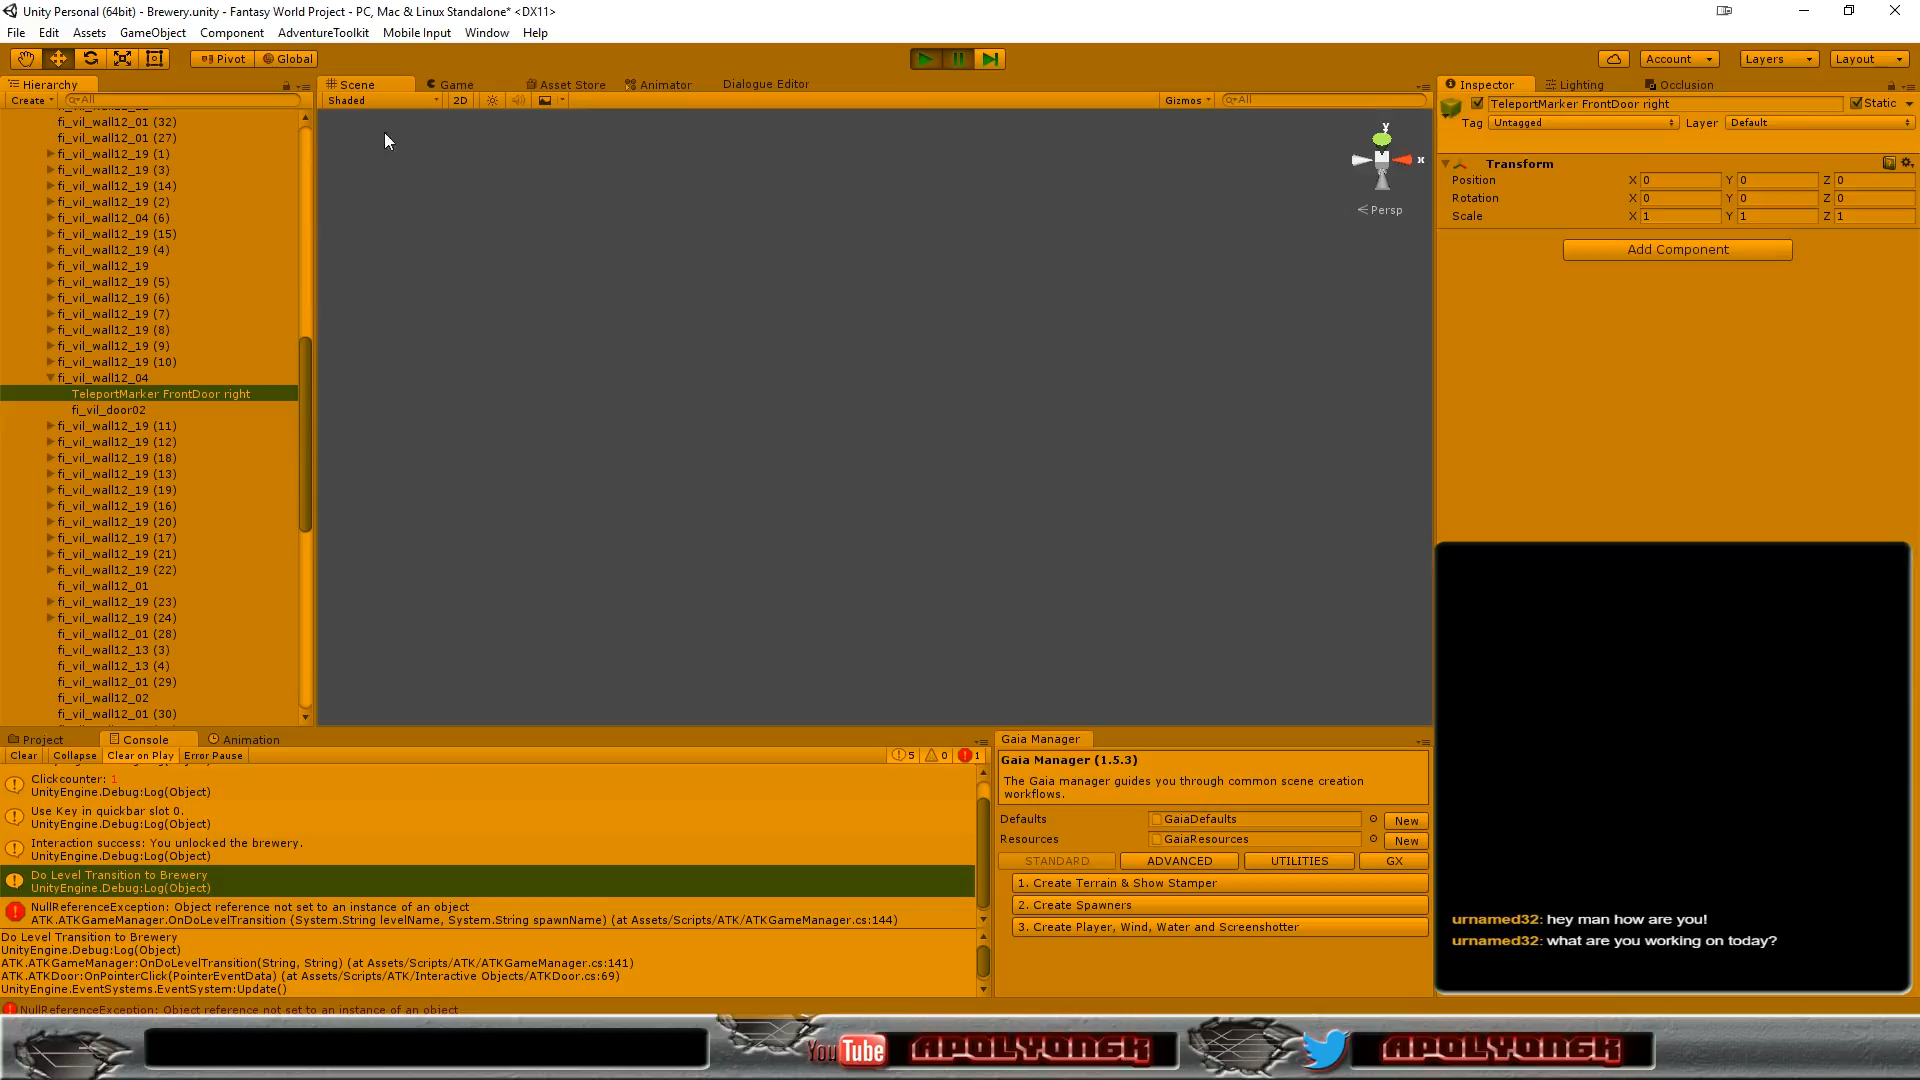 Unity Personal (64bit) - Brewery.unity - Fantasy World Project - PC, Mac & Linux Standalone* <DX11>
File Edit Assets GameObject Component AdventureToolkit Mobile Input Window Help
Pivot Global Account Layers Layout
Hierarchy
Create All
fi_vil_wall12_01 (32)
fi_vil_wall12_01 (27)
fi_vil_wall12_19 (1)
fi_vil_wall12_19 (3)
fi_vil_wall12_19 (14)
fi_vil_wall12_19 (2)
fi_vil_wall12_04 (6)
fi_vil_wall12_19 (15)
fi_vil_wall12_19 (4)
fi_vil_wall12_19
fi_vil_wall12_19 (5)
fi_vil_wall12_19 (6)
fi_vil_wall12_19 (7)
fi_vil_wall12_19 (8)
fi_vil_wall12_19 (9)
fi_vil_wall12_19 (10)
fi_vil_wall12_04
TeleportMarker FrontDoor right
fi_vil_door02
fi_vil_wall12_19 (11)
fi_vil_wall12_19 (12)
fi_vil_wall12_19 (18)
fi_vil_wall12_19 (13)
fi_vil_wall12_19 (19)
fi_vil_wall12_19 (16)
fi_vil_wall12_19 (20)
fi_vil_wall12_19 (17)
fi_vil_wall12_19 (21)
fi_vil_wall12_19 (22)
fi_vil_wall12_01
fi_vil_wall12_19 (23)
fi_vil_wall12_19 (24)
fi_vil_wall12_01 (28)
fi_vil_wall12_13 (3)
fi_vil_wall12_13 (4)
fi_vil_wall12_01 (29)
fi_vil_wall12_02
fi_vil_wall12_01 (30)
Scene Game Asset Store Animator Dialogue Editor
Shaded 2D Gizmos All
y
x
Persp
Inspector Lighting Occlusion
TeleportMarker FrontDoor right Static
Tag Untagged Layer Default
Transform
Position X 0 Y 0 Z 0
Rotation X 0 Y 0 Z 0
Scale X 1 Y 1 Z 1
Add Component
Project Console Animation
Clear Collapse Clear on Play Error Pause 5 0 1
Clickcounter: 1
UnityEngine.Debug:Log(Object)
Use Key in quickbar slot 0.
UnityEngine.Debug:Log(Object)
Interaction success: You unlocked the brewery.
UnityEngine.Debug:Log(Object)
Do Level Transition to Brewery
UnityEngine.Debug:Log(Object)
NullReferenceException: Object reference not set to an instance of an object
ATK.ATKGameManager.OnDoLevelTransition (System.String levelName, System.String spawnName) (at Assets/Scripts/ATK/ATKGameManager.cs:144)
Do Level Transition to Brewery
UnityEngine.Debug:Log(Object)
ATK.ATKGameManager:OnDoLevelTransition(String, String) (at Assets/Scripts/ATK/ATKGameManager.cs:141)
ATK.ATKDoor:OnPointerClick(PointerEventData) (at Assets/Scripts/ATK/Interactive Objects/ATKDoor.cs:69)
UnityEngine.EventSystems.EventSystem:Update()
NullReferenceException: Object reference not set to an instance of an object
Gaia Manager
Gaia Manager (1.5.3)
The Gaia manager guides you through common scene creation
workflows.
Defaults GaiaDefaults New
Resources GaiaResources New
STANDARD ADVANCED UTILITIES GX
1. Create Terrain & Show Stamper
2. Create Spawners
3. Create Player, Wind, Water and Screenshotter
urnamed32: hey man how are you!
urnamed32: what are you working on today?
YouTube APOLYONGK APOLYONGK